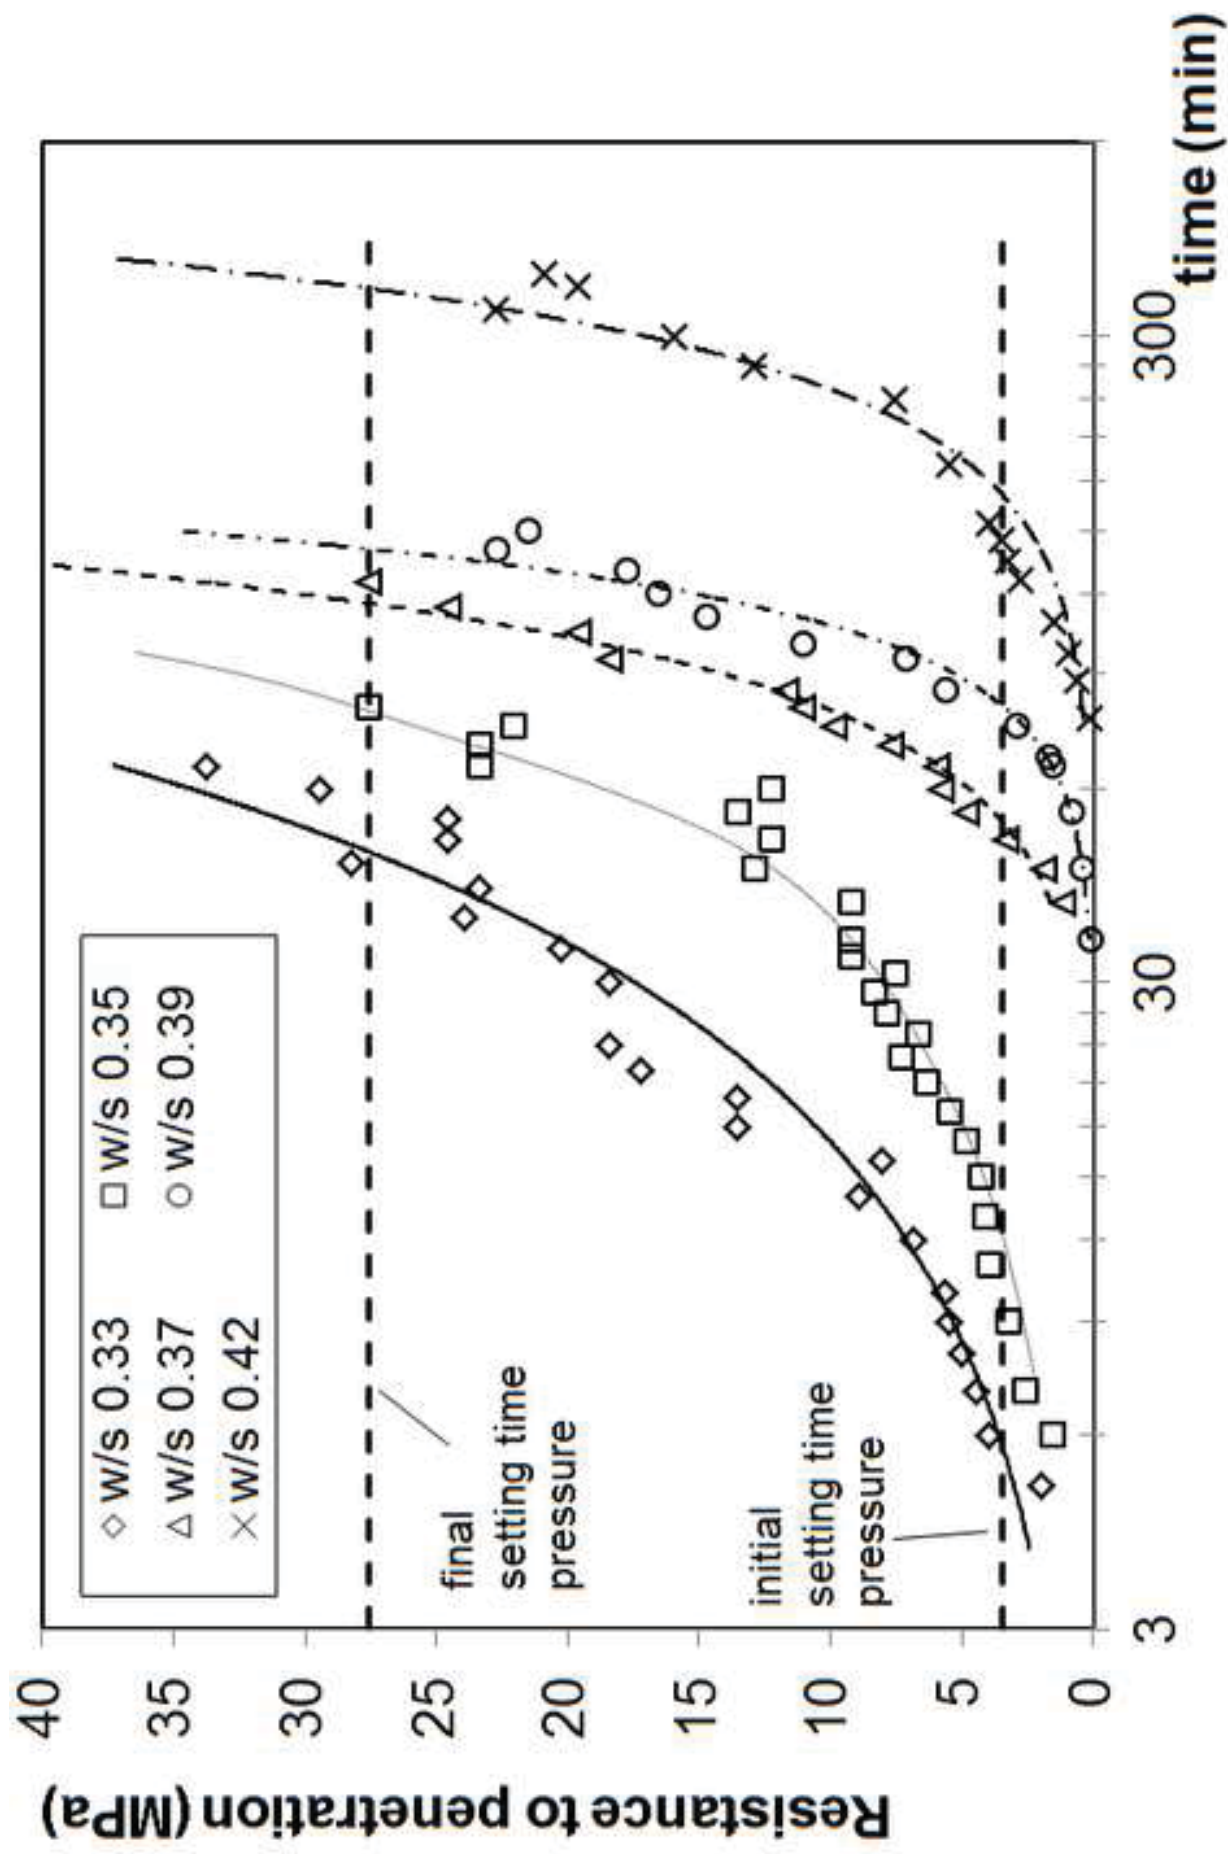 Resistance to penetration (MPa)
40
35
30
25
20
15
10
5
0
w/s 0.33
w/s 0.35
w/s 0.37
w/s 0.39
w/s 0.42
final
setting time
pressure
initial
setting time
pressure
3
30
300
time (min)